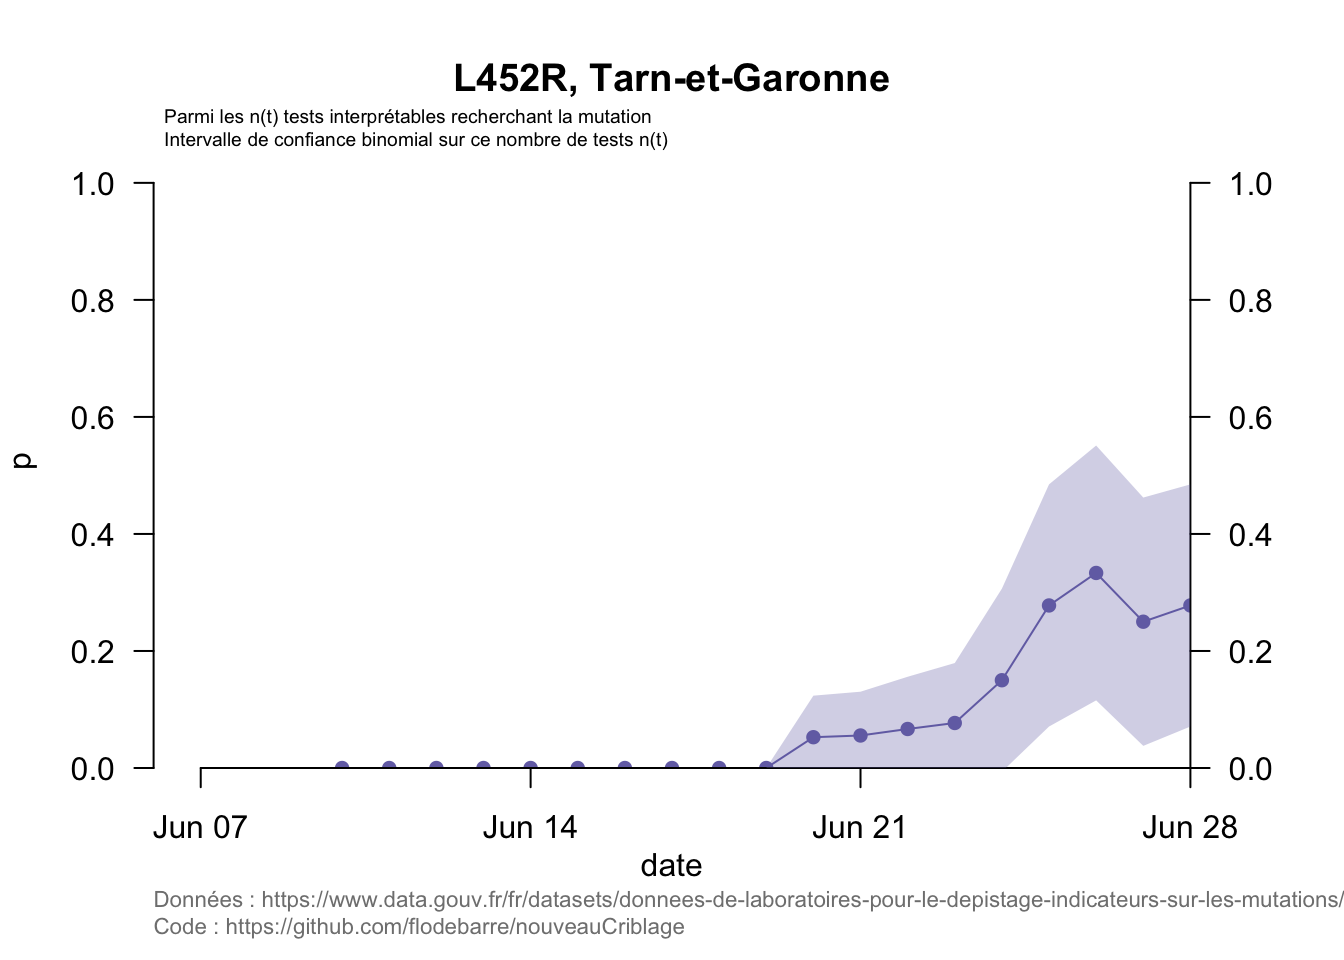 L452R, Tarn-et-Garonne
Parmi les n(t) tests interprétables recherchant la mutation
Intervalle de confiance binomial sur ce nombre de tests n(t)
1.0 1.0
0.8 0.8
0.6 0.6
p
0.4 0.4
0.2 0.2
0.0 0.0
Jun 07 Jun 14 Jun 21 Jun 28
date
Données : https://www.data.gouv.fr/fr/datasets/donnees-de-laboratoires-pour-le-depistage-indicateurs-sur-les-mutations/
Code : https://github.com/flodebarre/nouveauCriblage